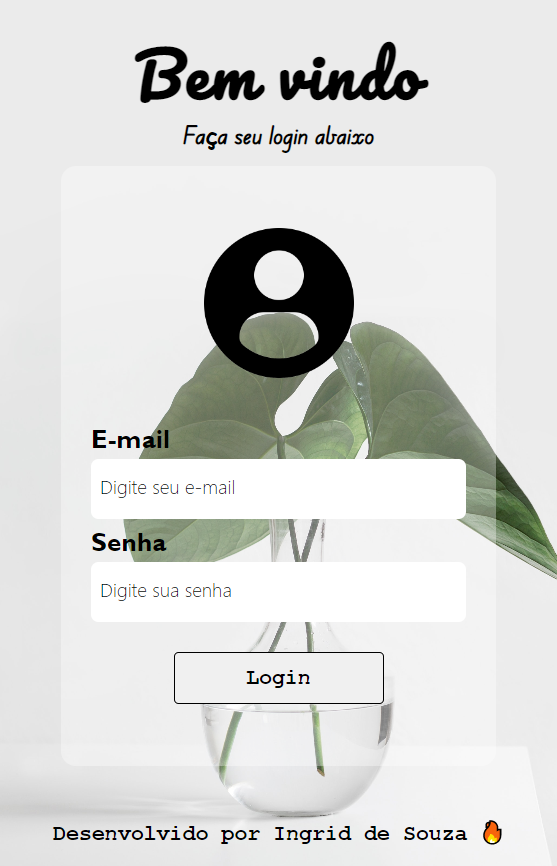 Bem vindo
Faça seu login abaixo
E-mail
Digite seu e-mail
Senha
Digite sua senha
Login
Desenvolvido por Ingrid de Souza 🔥